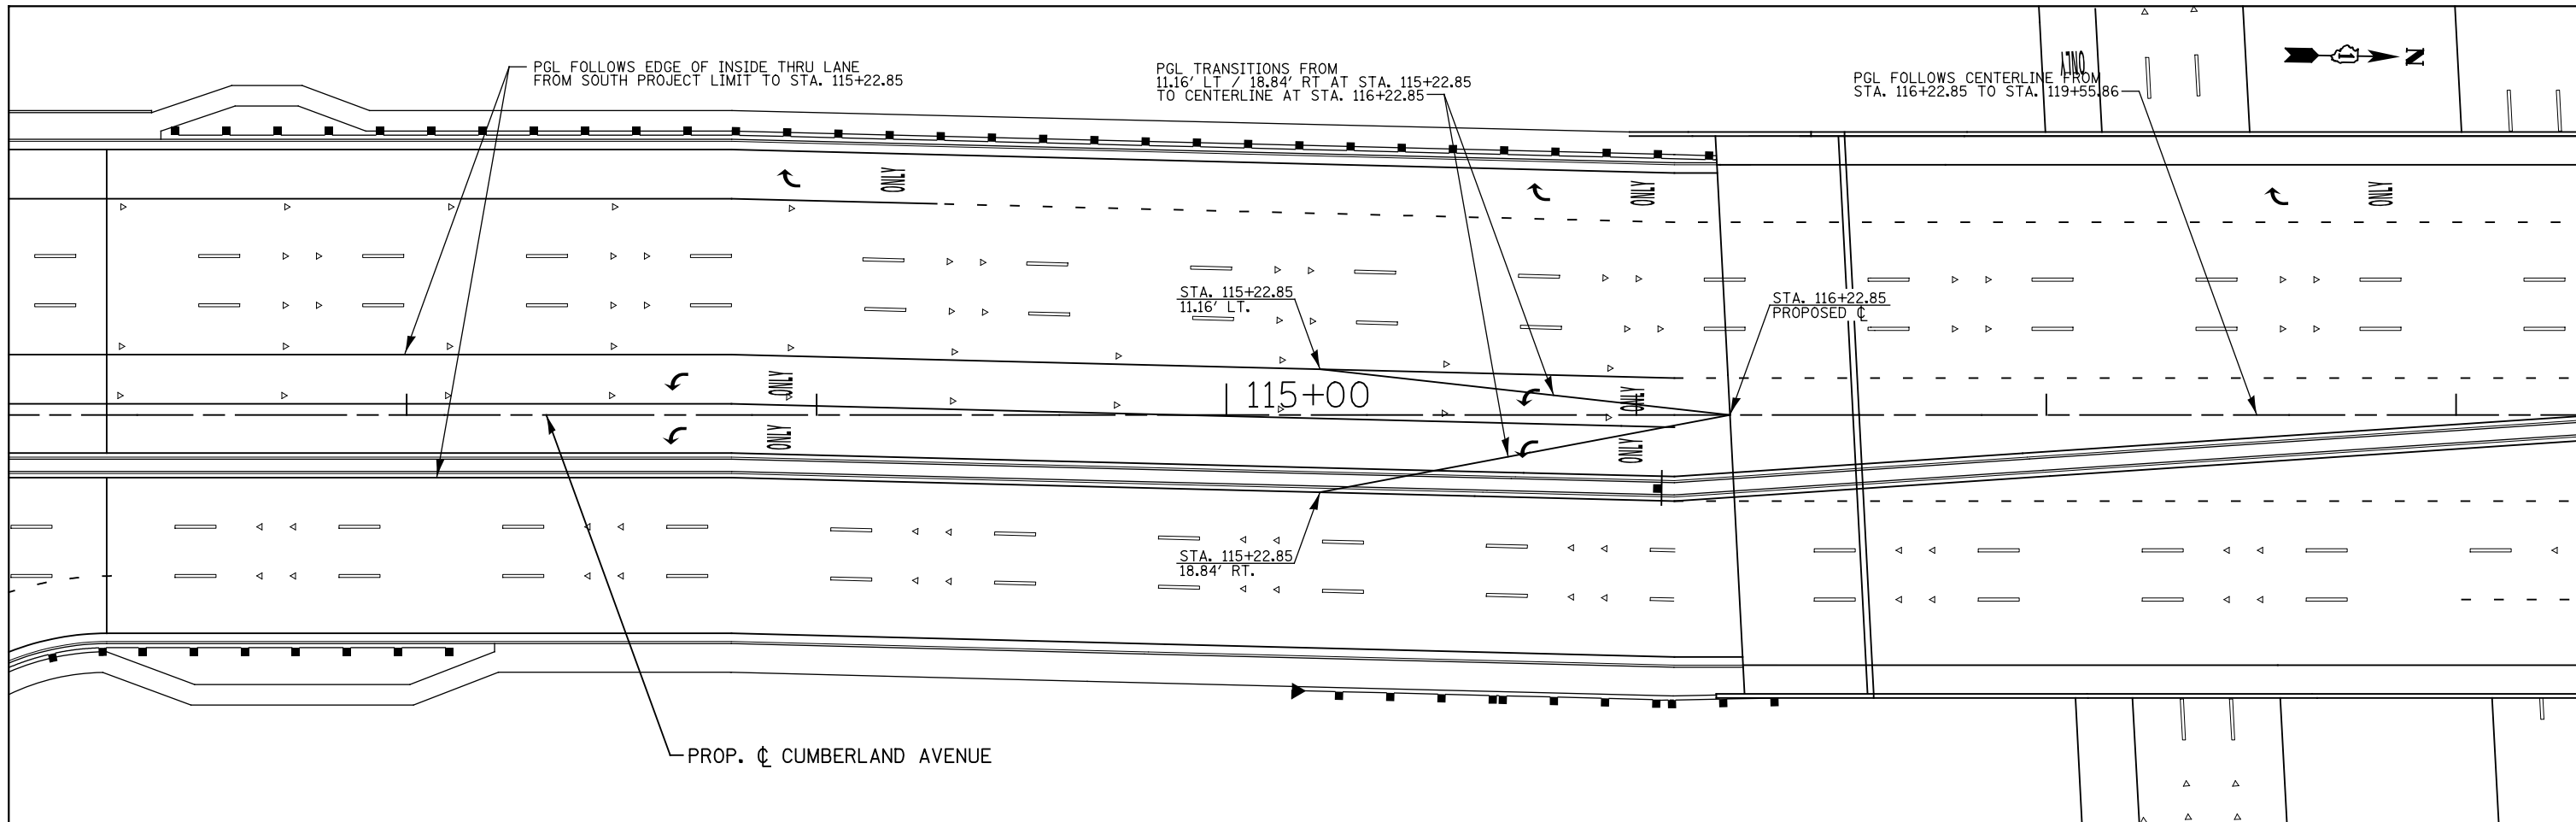 PGL FOLLOWS EDGE OF INSIDE THRU LANE
FROM SOUTH PROJECT LIMIT TO STA. 115+22.85
PGL TRANSITIONS FROM
11.16' LT / 18.84' RT AT STA. 115+22.85
TO CENTERLINE AT STA. 116+22.85
PGL FOLLOWS CENTERLINE FROM
STA. 116+22.85 TO STA. 119+55.86
ONLY
1
N
ONLY
ONLY
ONLY
STA. 115+22.85
11.16' LT.
STA. 116+22.85
PROPOSED ℄
ONLY
115+00
ONLY
ONLY
ONLY
STA. 115+22.85
18.84' RT.
PROP. ℄ CUMBERLAND AVENUE